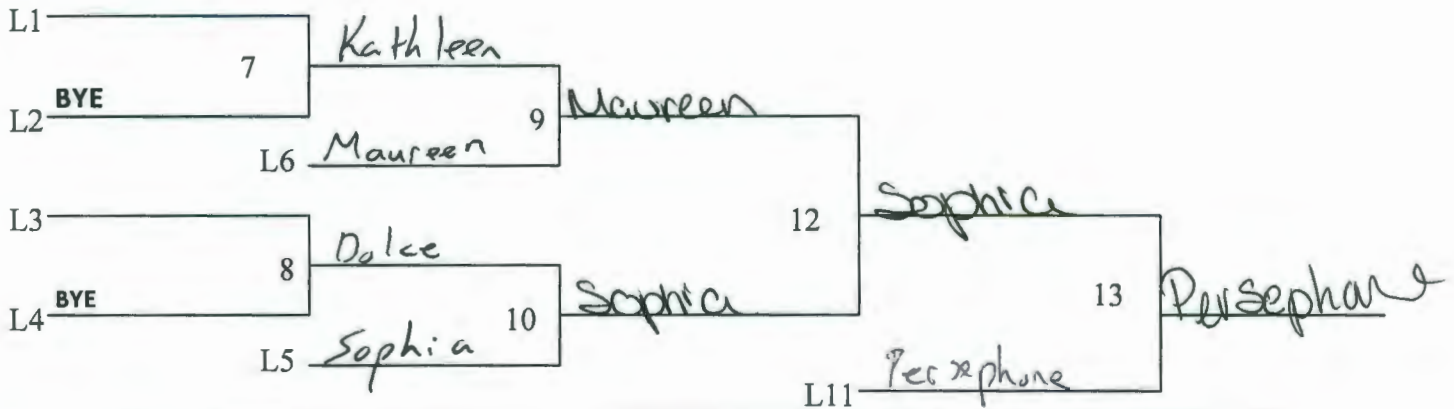 L1
7 Kathleen
L2 BYE
9 Maureen
L6 Maureen
L3
12 Sophia
8 Dolce
L4 BYE
10 Sophia
13 Persephone
L5 Sophia
L11 Persephone